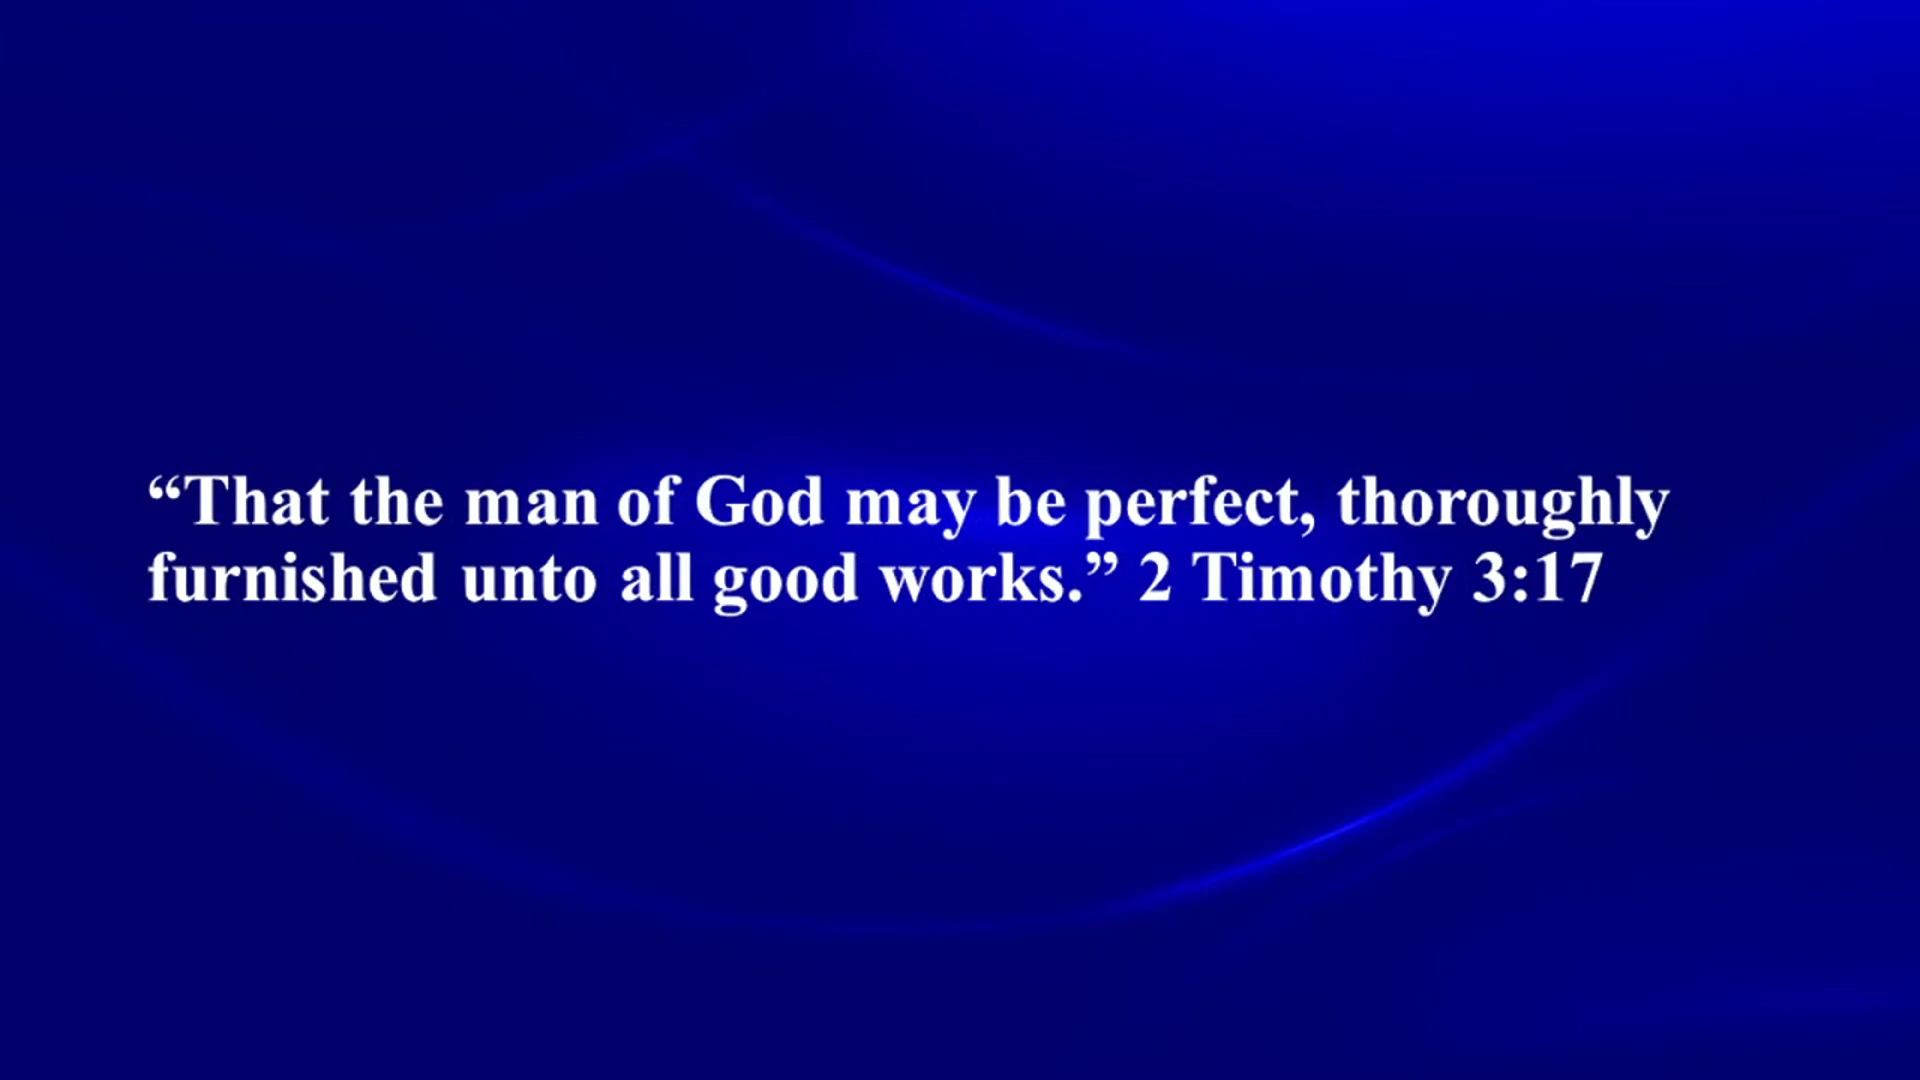 “That the man of God may be perfect, thoroughly
furnished unto all good works.” 2 Timothy 3:17